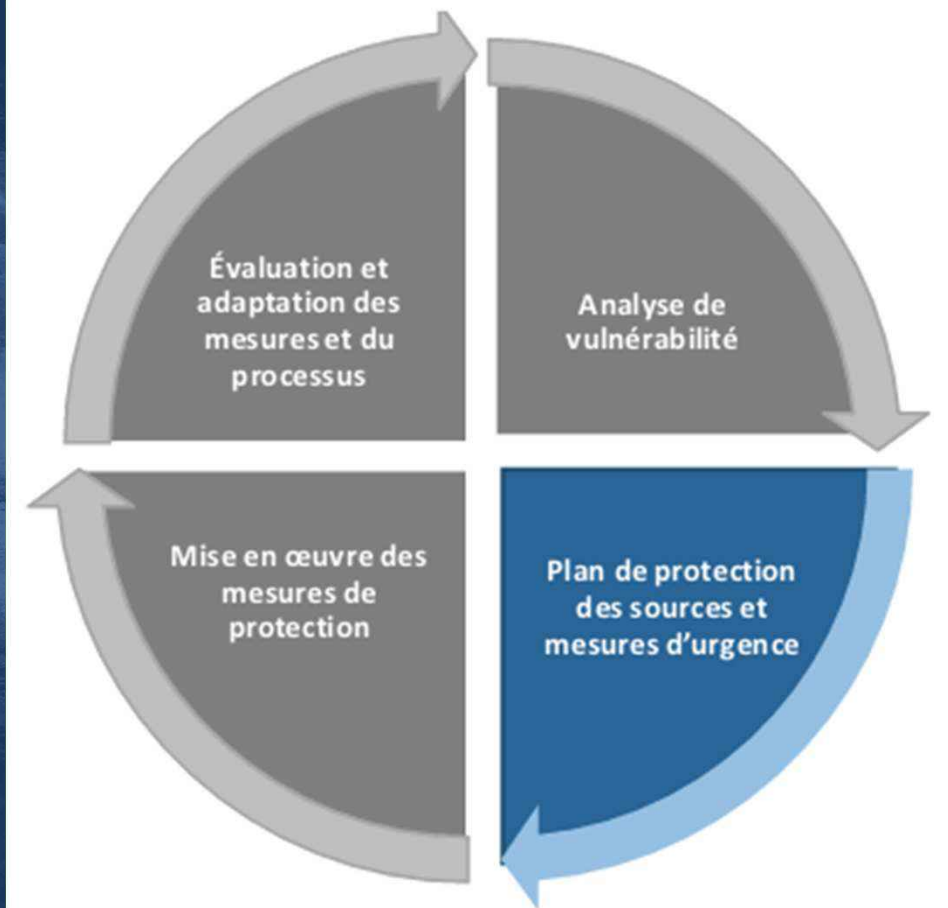 Évaluation et
adaptation des
mesures et du
processus
Analyse de
vulnérabilité
Mise en œuvre des
mesures de
protection
Plan de protection
des sources et
mesures d’urgence